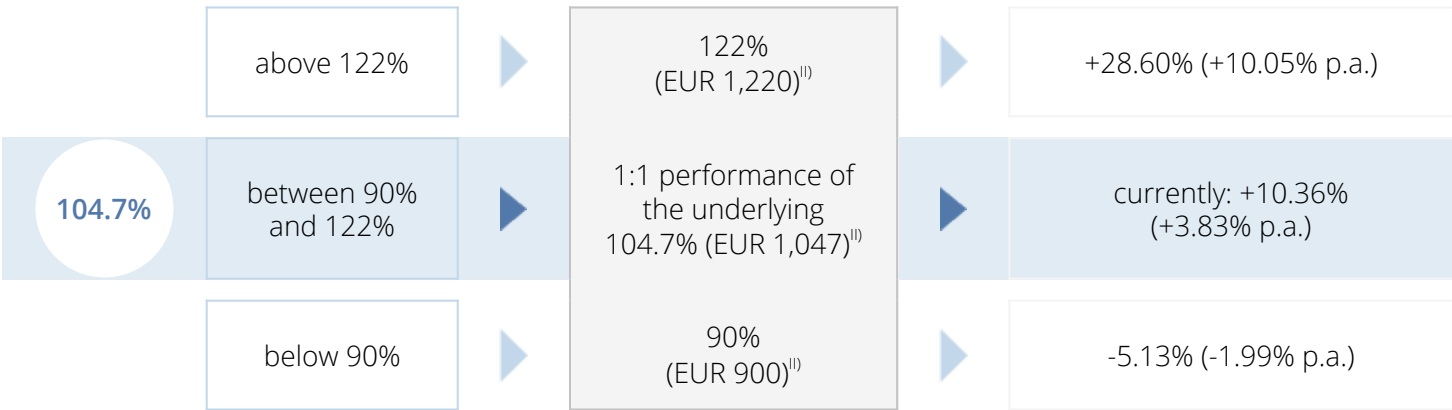 above 122%
122%
(EUR 1,220)II)
+28.60% (+10.05% p.a.)
104.7%
between 90%
and 122%
1:1 performance of
the underlying
104.7% (EUR 1,047)II)
currently: +10.36%
(+3.83% p.a.)
below 90%
90%
(EUR 900)II)
-5.13% (-1.99% p.a.)